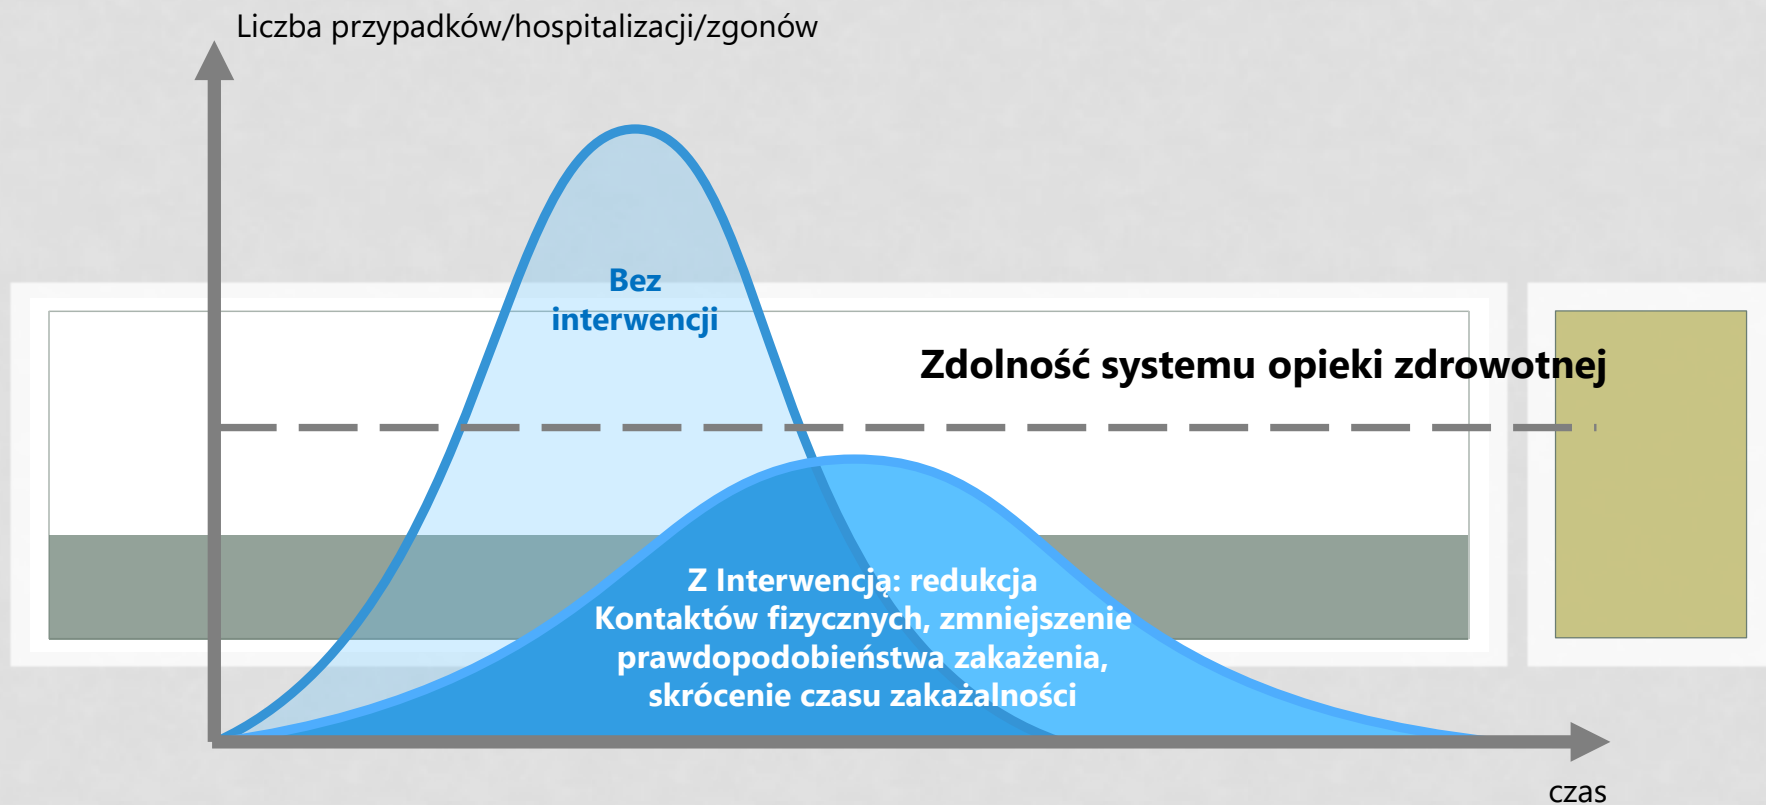 Liczba przypadków/hospitalizacji/zgonów
Bez
interwencji
Zdolność systemu opieki zdrowotnej
Z Interwencją: redukcja
Kontaktów fizycznych, zmniejszenie
prawdopodobieństwa zakażenia,
skrócenie czasu zakażalności
czas